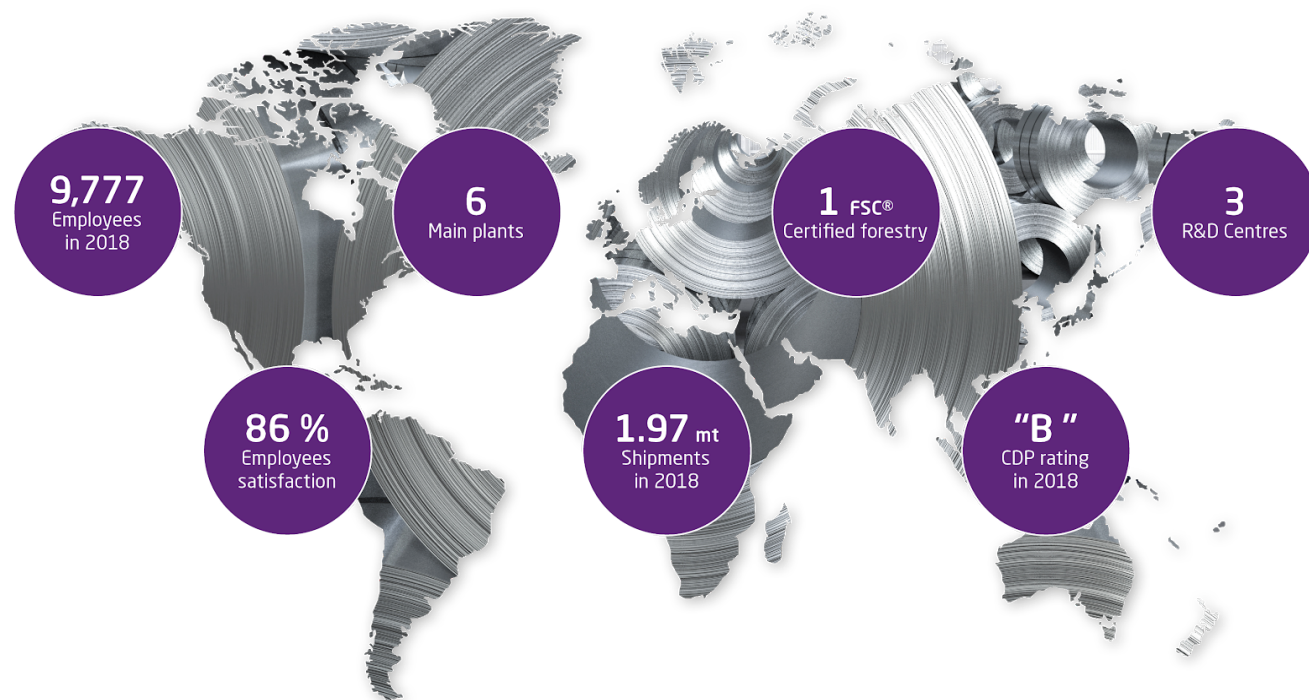 9,777
Employees
in 2018
6
Main plants
1 FSC®
Certified forestry
3
R&D Centres
86 %
Employees
satisfaction
1.97 mt
Shipments
in 2018
“B ”
CDP rating
in 2018